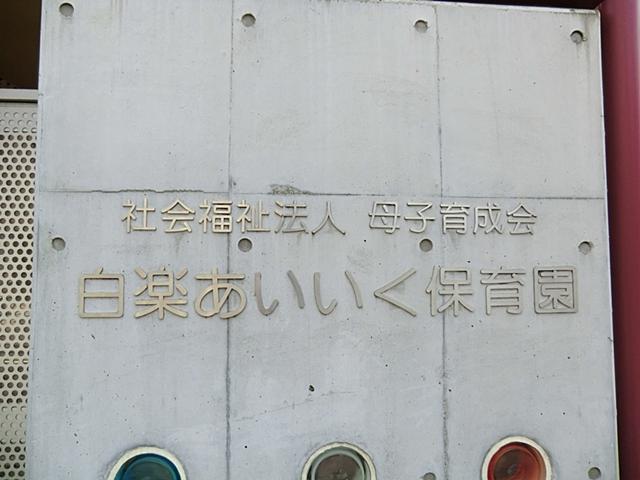 社会福祉法人 母子育成会
白楽あいいく保育園